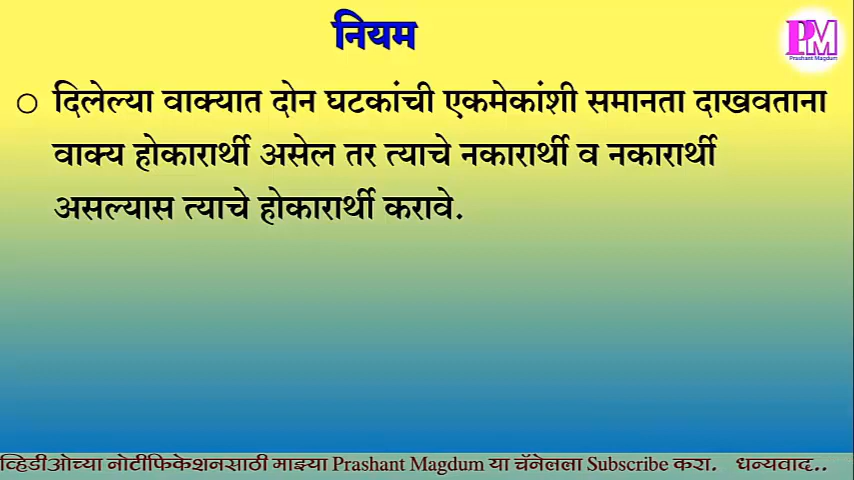 नियम
PM
Prashant Magdum
○ दिलेल्या वाक्यात दोन घटकांची एकमेकांशी समानता दाखवताना
वाक्य होकारार्थी असेल तर त्याचे नकारार्थी व नकारार्थी
असल्यास त्याचे होकारार्थी करावे.
व्हिडीओच्या नोटीफिकेशनसाठी माझ्या Prashant Magdum या चॅनेलला Subscribe करा. धन्यवाद..